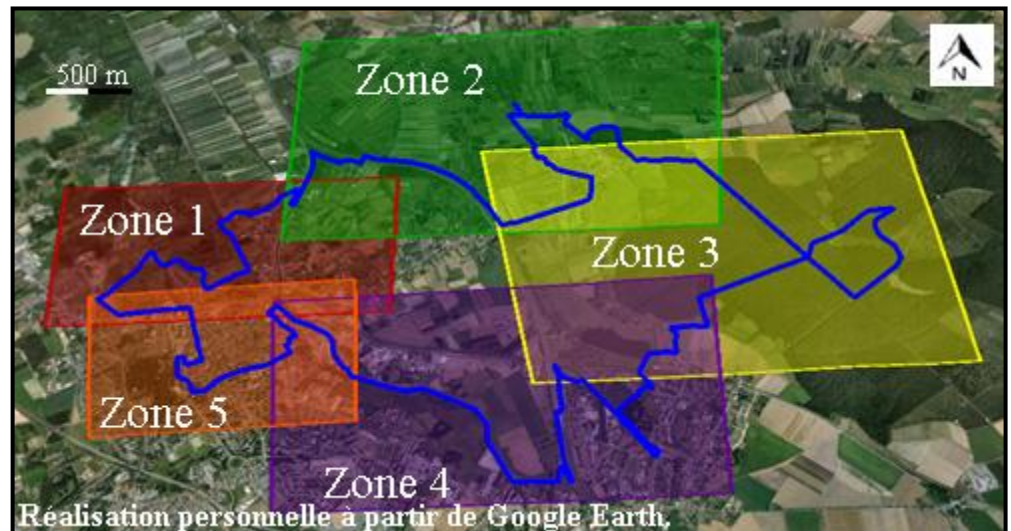 Zone 2
500 m
N
Zone 1
Zone 3
Zone 5
Zone 4
Réalisation personnelle à partir de Google Earth,